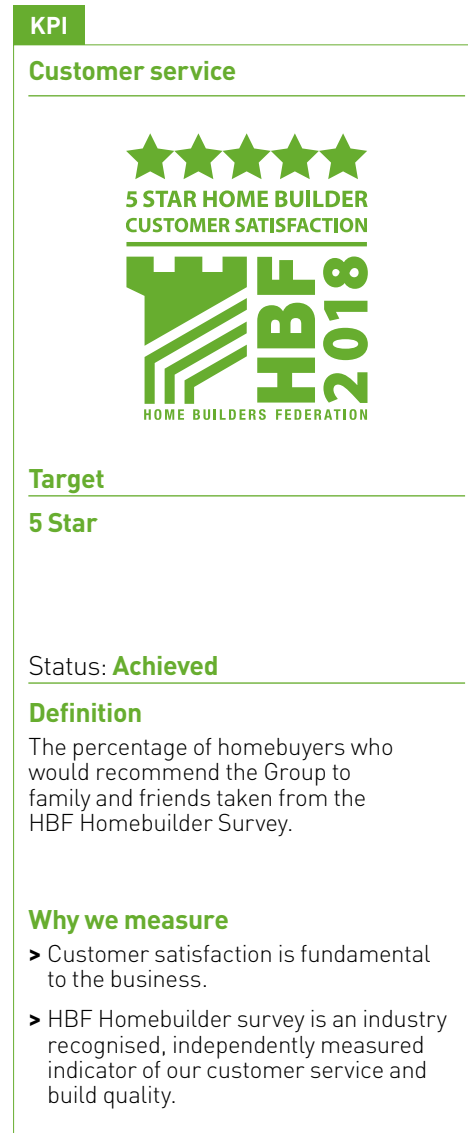 KPI
Customer service
5 STAR HOME BUILDER
CUSTOMER SATISFACTION
HBF
2018
HOME BUILDERS FEDERATION
Target
5 Star
Status: Achieved
Definition
The percentage of homebuyers who
would recommend the Group to
family and friends taken from the
HBF Homebuilder Survey.
Why we measure
> Customer satisfaction is fundamental
to the business.
> HBF Homebuilder survey is an industry
recognised, independently measured
indicator of our customer service and
build quality.